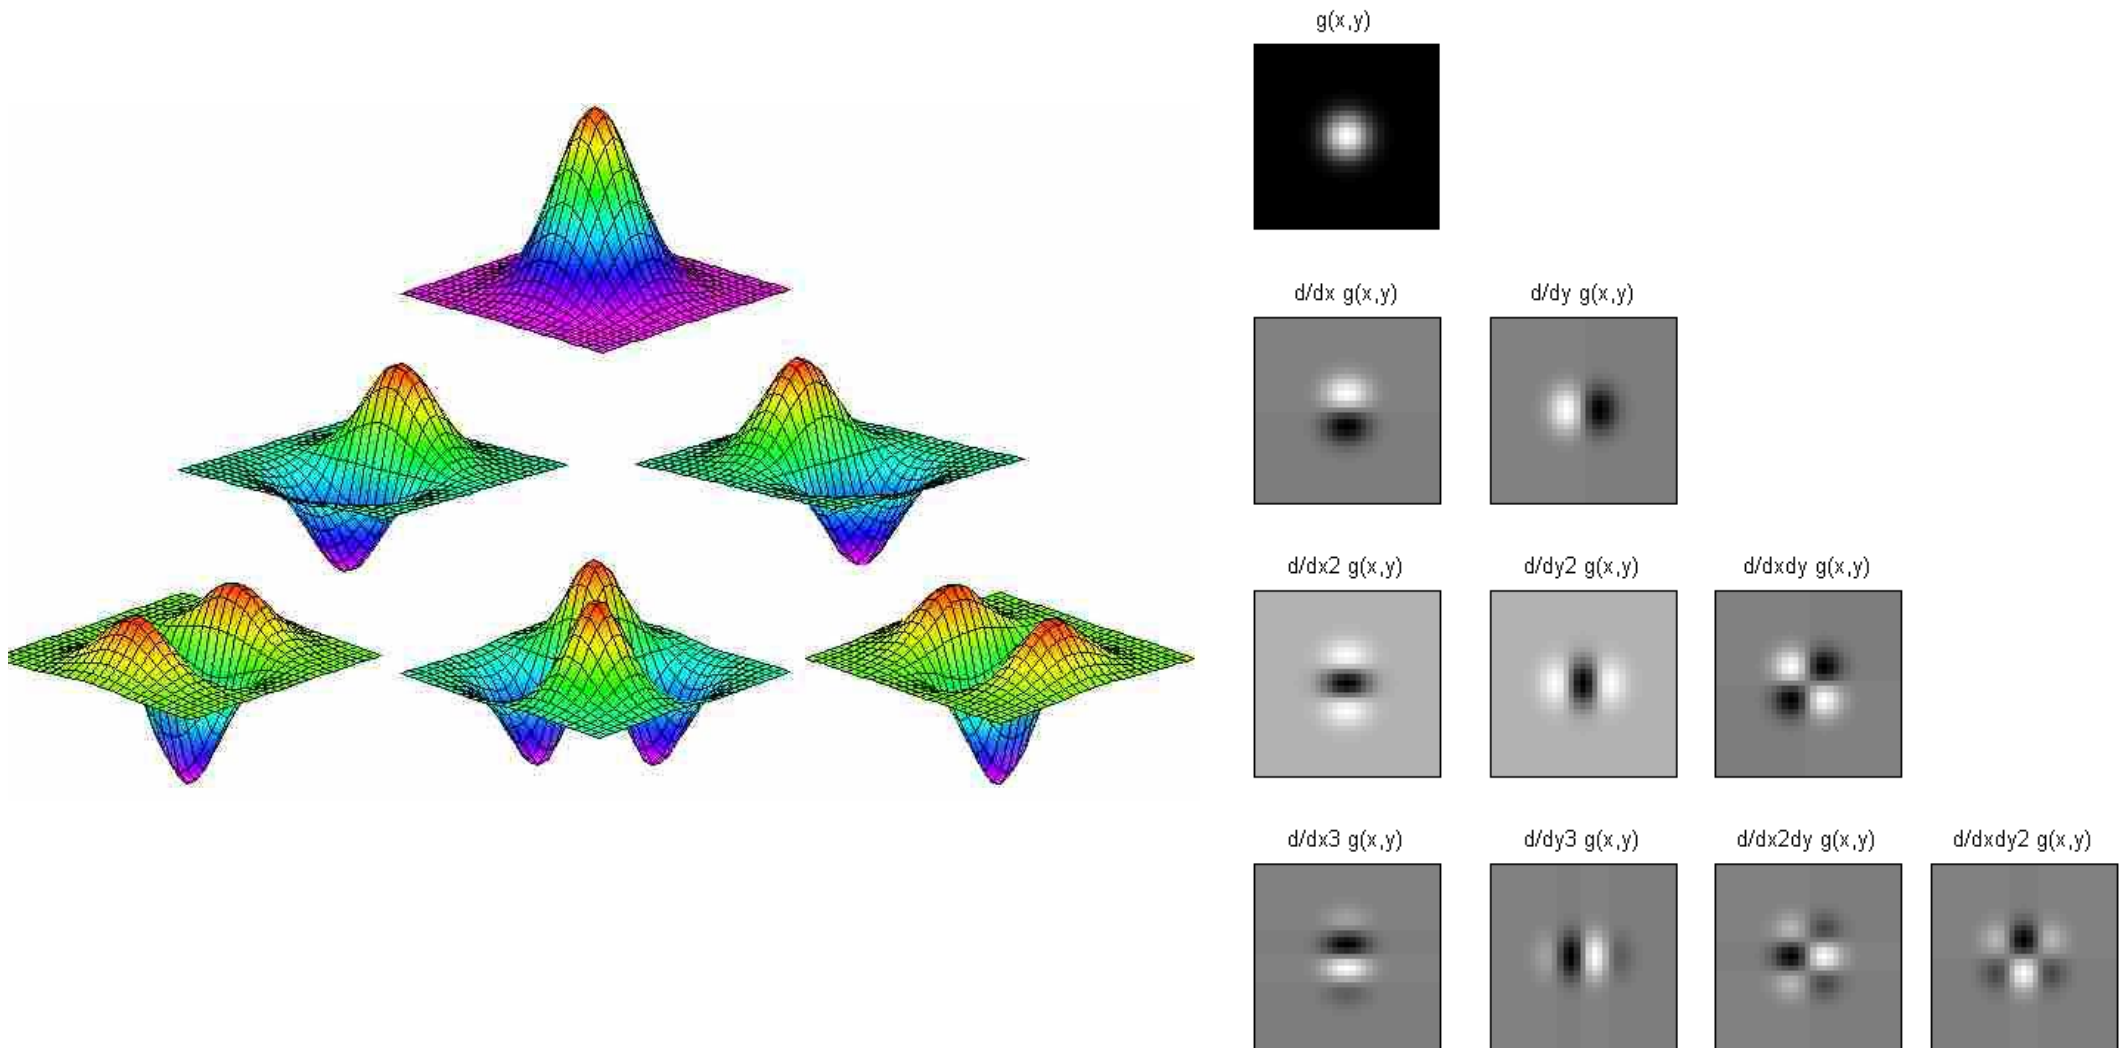 g(x,y)
d/dx g(x,y) d/dy g(x,y)
d/dx2 g(x,y) d/dy2 g(x,y) d/dxdy g(x,y)
d/dx3 g(x,y) d/dy3 g(x,y) d/dx2dy g(x,y) d/dxdy2 g(x,y)